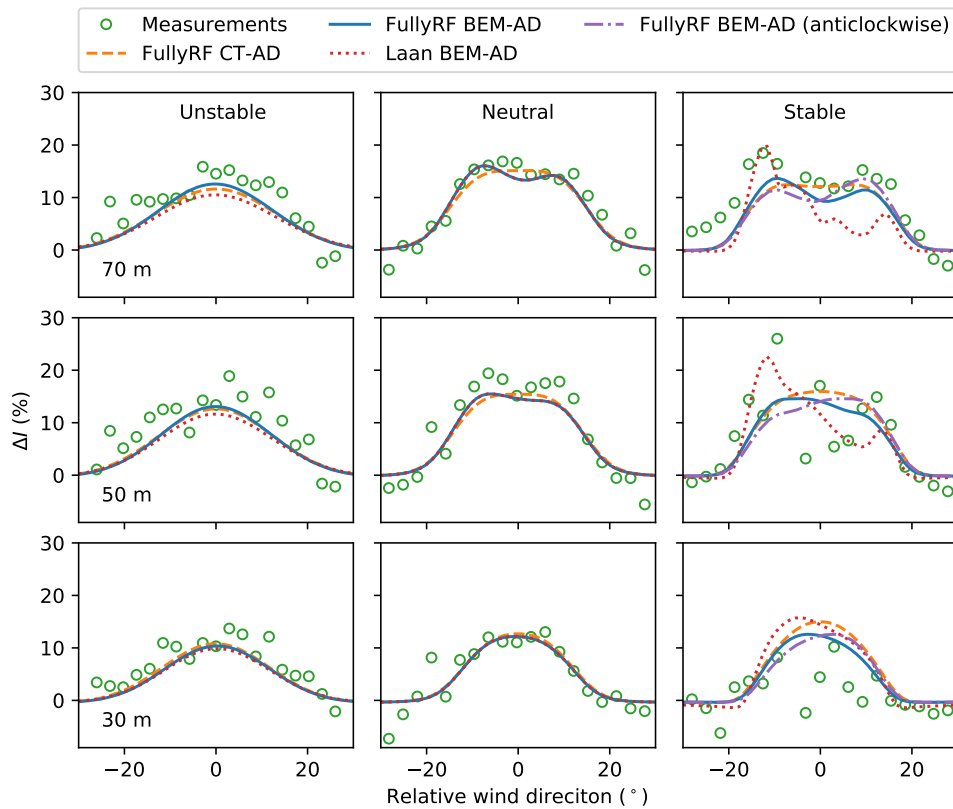 Measurements FullyRF BEM-AD FullyRF BEM-AD (anticlockwise)
FullyRF CT-AD Laan BEM-AD
Unstable Neutral Stable
30
20
10
0
70 m
30
20
10
0
50 m
ΔI (%)
30
20
10
0
30 m
−20 0 20 −20 0 20 −20 0 20
Relative wind direciton (°)